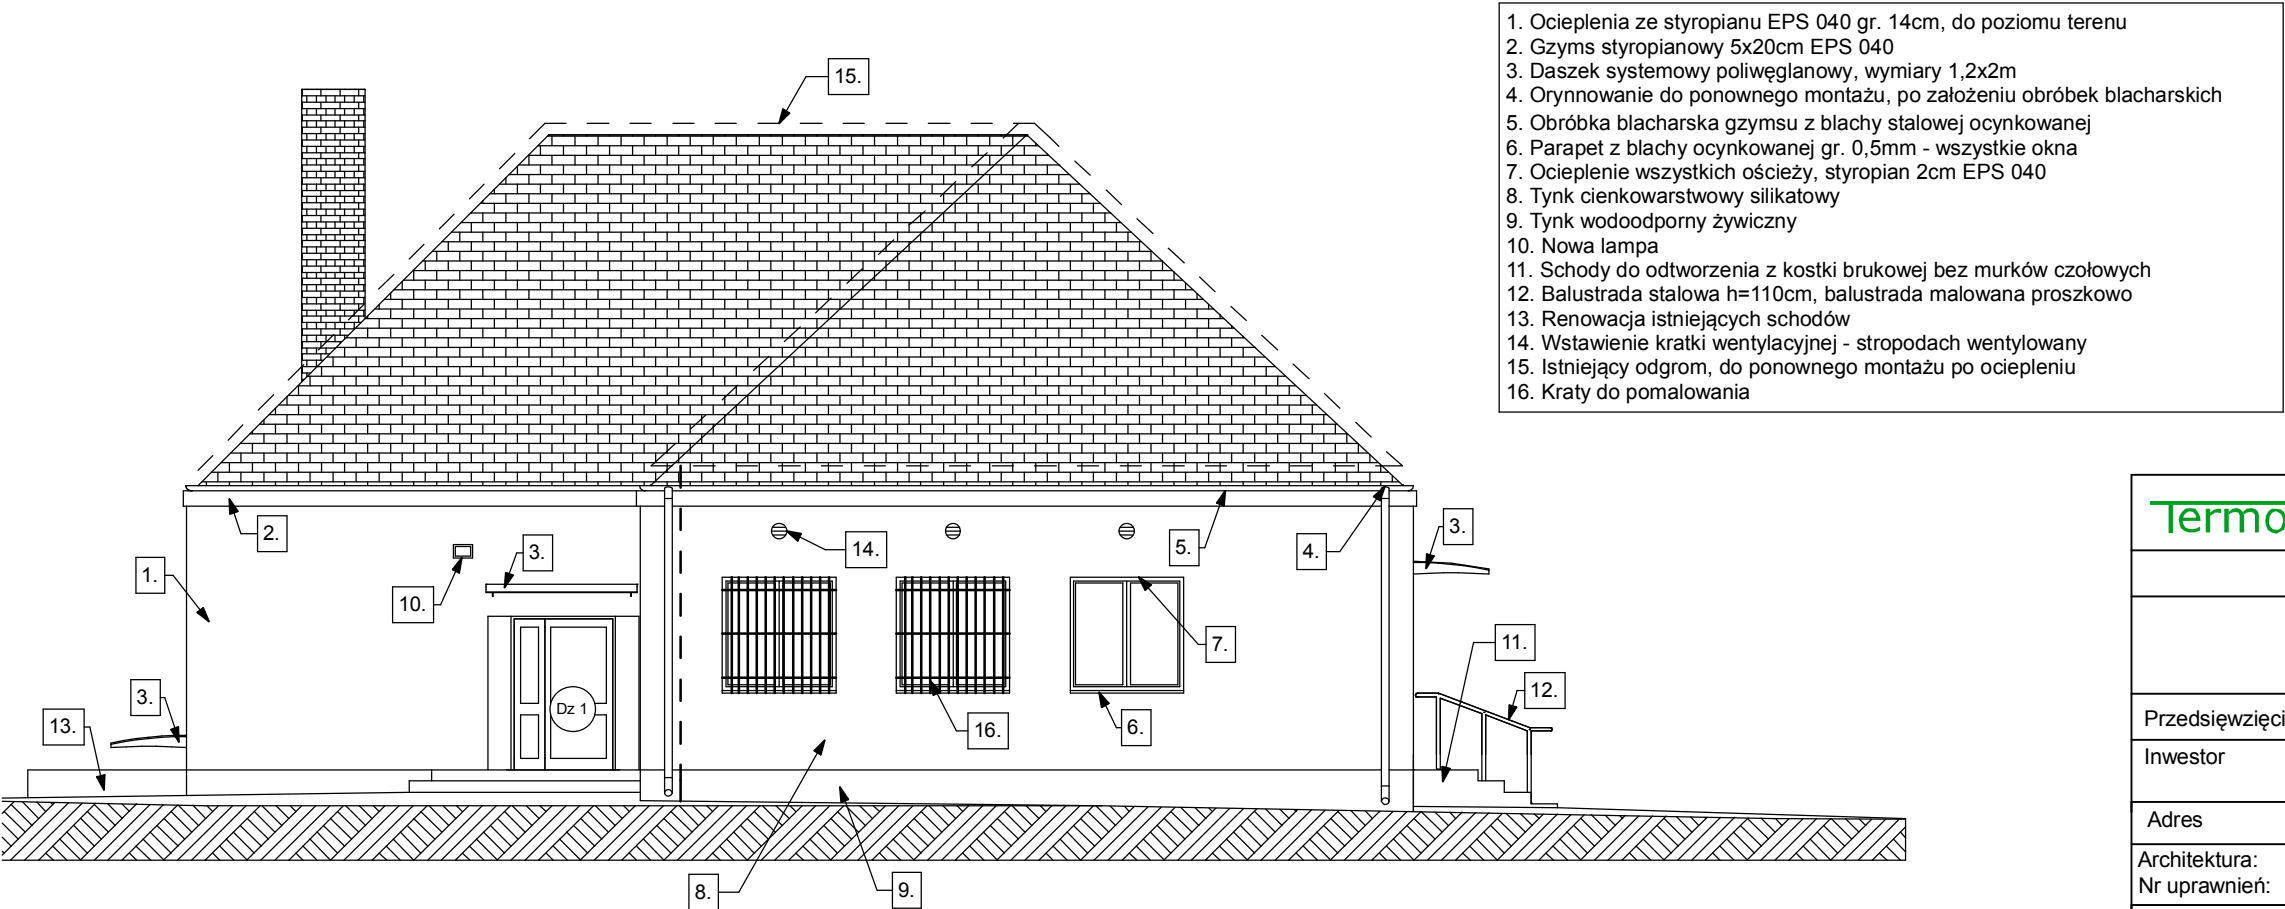 1. Ocieplenia ze styropianu EPS 040 gr. 14cm, do poziomu terenu
2. Gzyms styropianowy 5x20cm EPS 040
3. Daszek systemowy poliwęglanowy, wymiary 1,2x2m
4. Orynnowanie do ponownego montażu, po założeniu obróbek blacharskich
5. Obróbka blacharska gzymsu z blachy stalowej ocynkowanej
6. Parapet z blachy ocynkowanej gr. 0,5mm - wszystkie okna
7. Ocieplenie wszystkich ościeży, styropian 2cm EPS 040
8. Tynk cienkowarstwowy silikatowy
9. Tynk wodoodporny żywiczny
10. Nowa lampa
11. Schody do odtworzenia z kostki brukowej bez murków czołowych
12. Balustrada stalowa h=110cm, balustrada malowana proszkowo
13. Renowacja istniejących schodów
14. Wstawienie kratki wentylacyjnej - stropodach wentylowany
15. Istniejący odgrom, do ponownego montażu po ociepleniu
16. Kraty do pomalowania
15.
2.
3.
14.
5.
4.
3.
1.
10.
7.
11.
3.
13.
Dz 1
16.
6.
12.
8.
9.
Termo
Przedsięwzięci
Inwestor
Adres
Architektura:
Nr uprawnień: